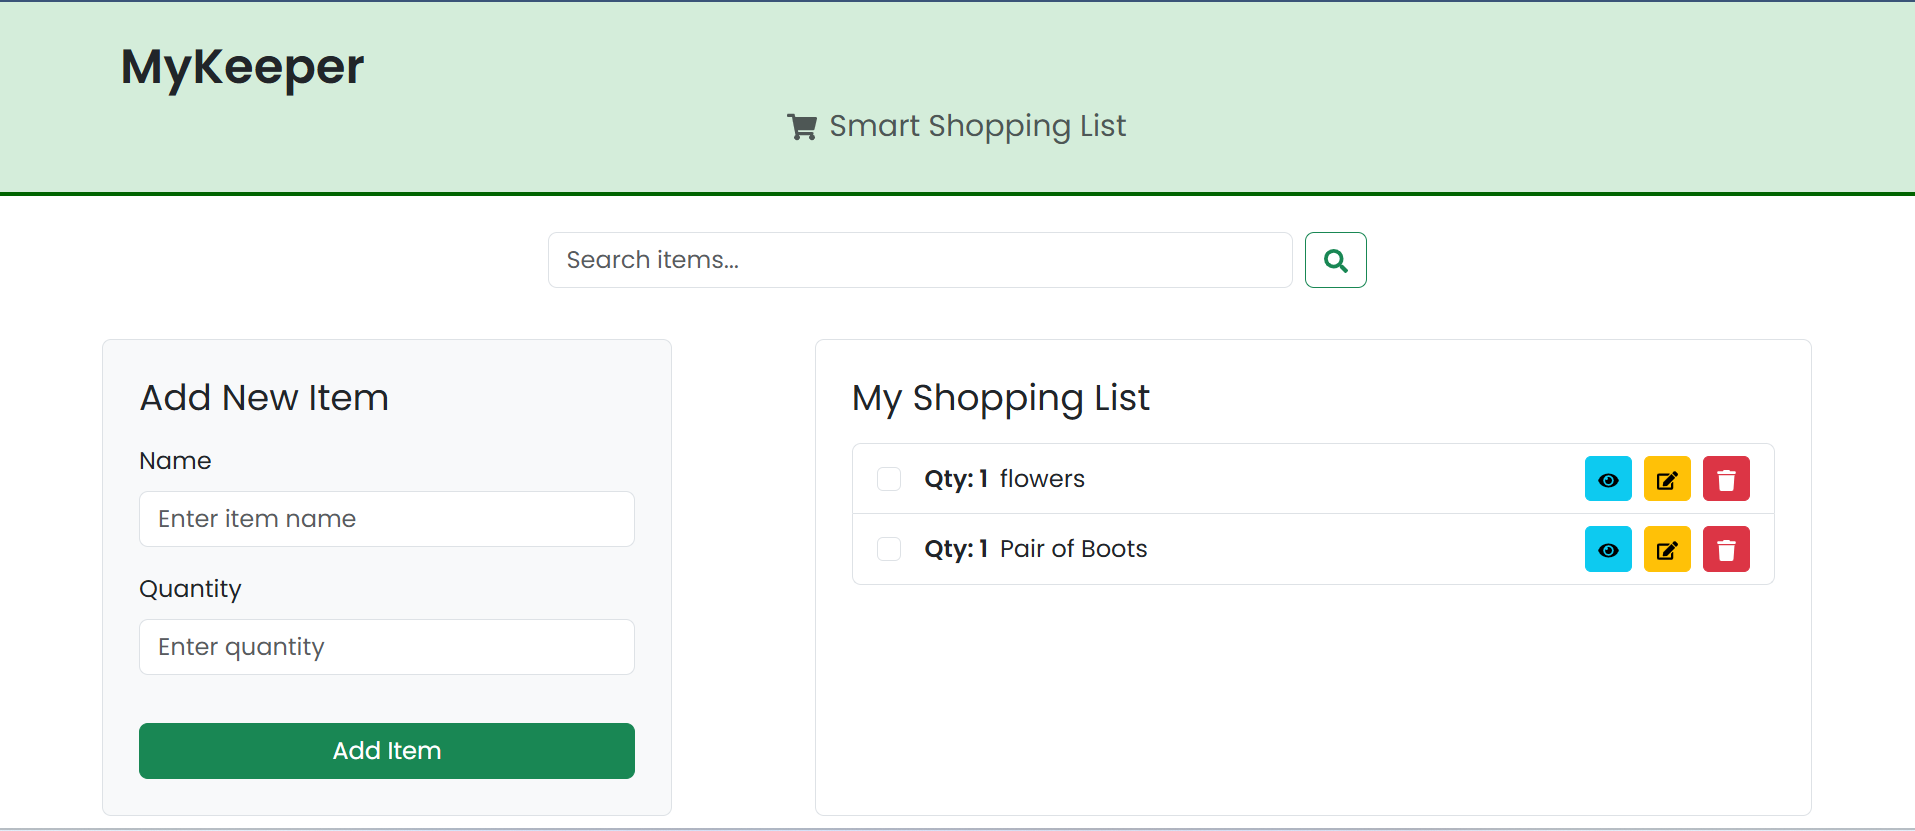 MyKeeper
Smart Shopping List
Search items...
Add New Item
Name
Enter item name
Quantity
Enter quantity
Add Item
My Shopping List
Qty: 1 flowers
Qty: 1 Pair of Boots